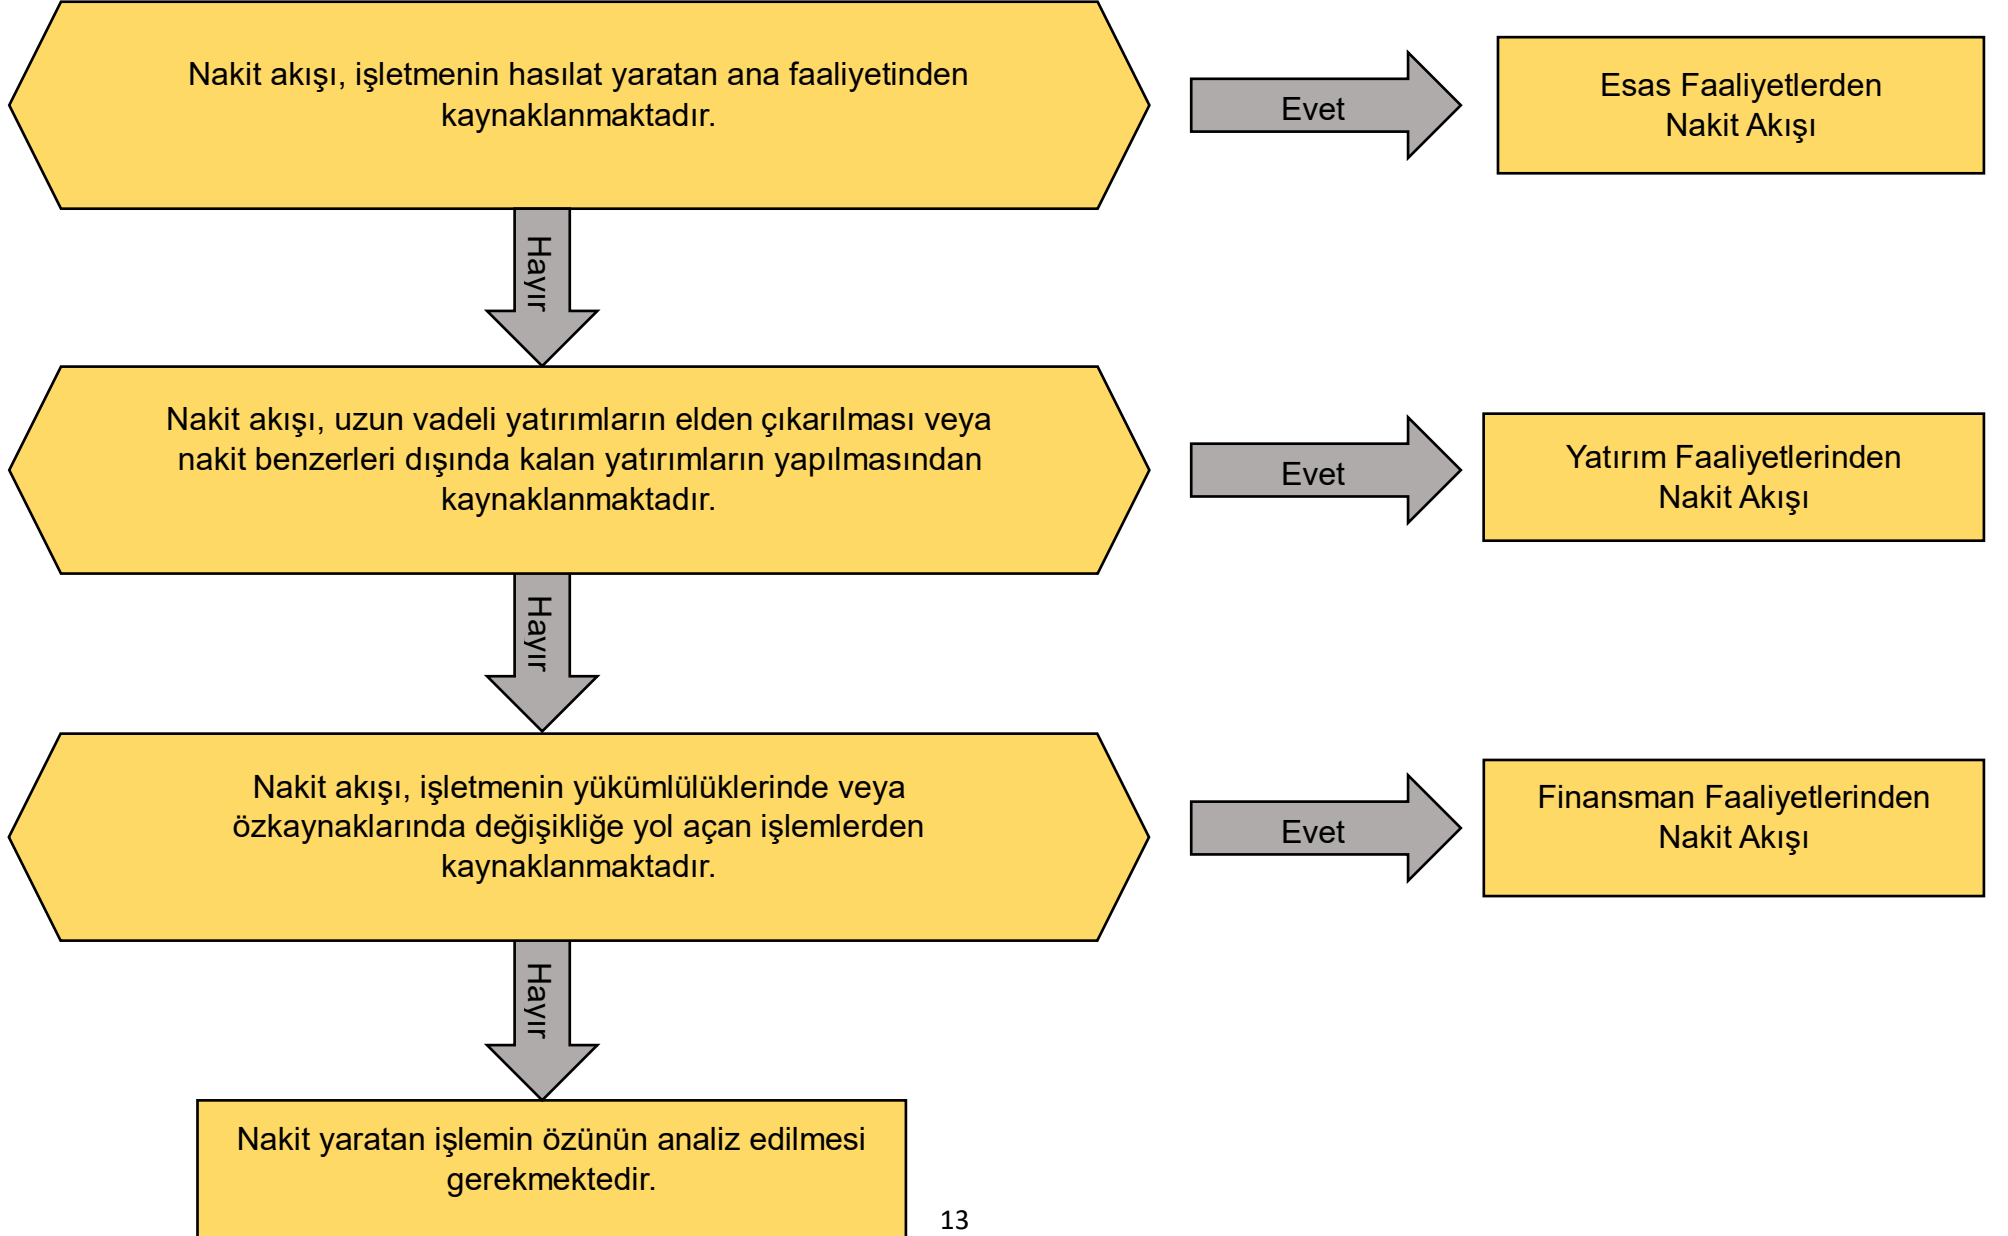 Nakit akışı, işletmenin hasılat yaratan ana faaliyetinden
kaynaklanmaktadır.
Evet
Esas Faaliyetlerden
Nakit Akışı
Hayır
Nakit akışı, uzun vadeli yatırımların elden çıkarılması veya
nakit benzerleri dışında kalan yatırımların yapılmasından
kaynaklanmaktadır.
Evet
Yatırım Faaliyetlerinden
Nakit Akışı
Hayır
Nakit akışı, işletmenin yükümlülüklerinde veya
özkaynaklarında değişikliğe yol açan işlemlerden
kaynaklanmaktadır.
Evet
Finansman Faaliyetlerinden
Nakit Akışı
Hayır
Nakit yaratan işlemin özünün analiz edilmesi
gerekmektedir.
13